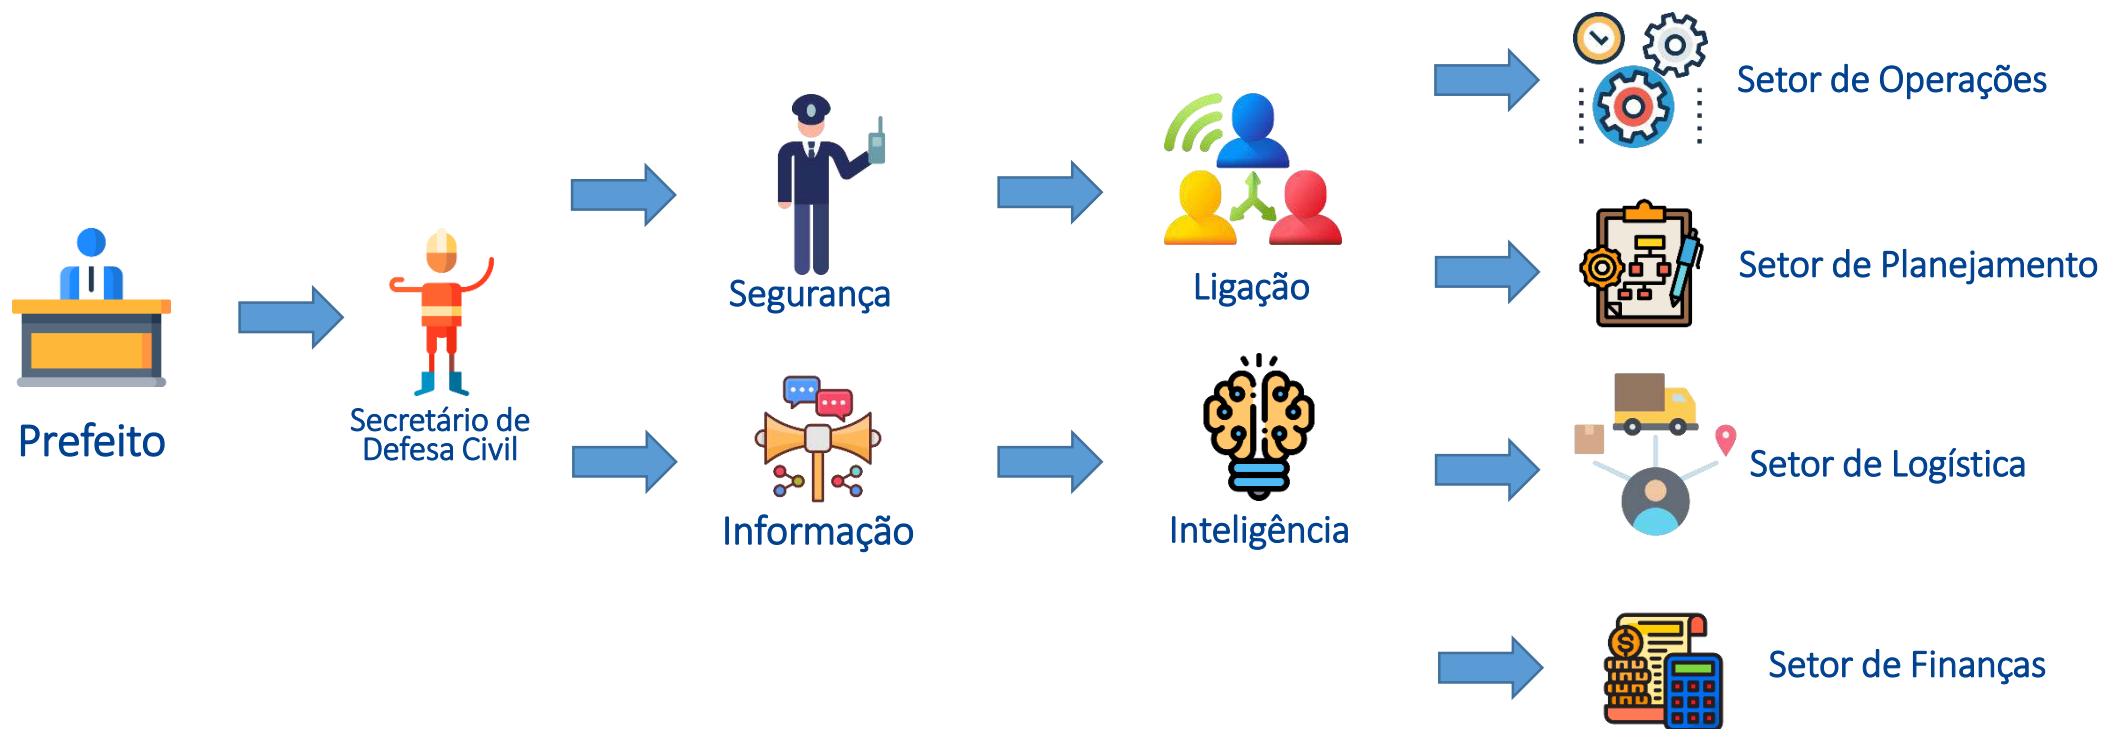 Prefeito
Secretário de
Defesa Civil
Segurança
Informação
Ligação
Inteligência
Setor de Operações
Setor de Planejamento
Setor de Logística
Setor de Finanças